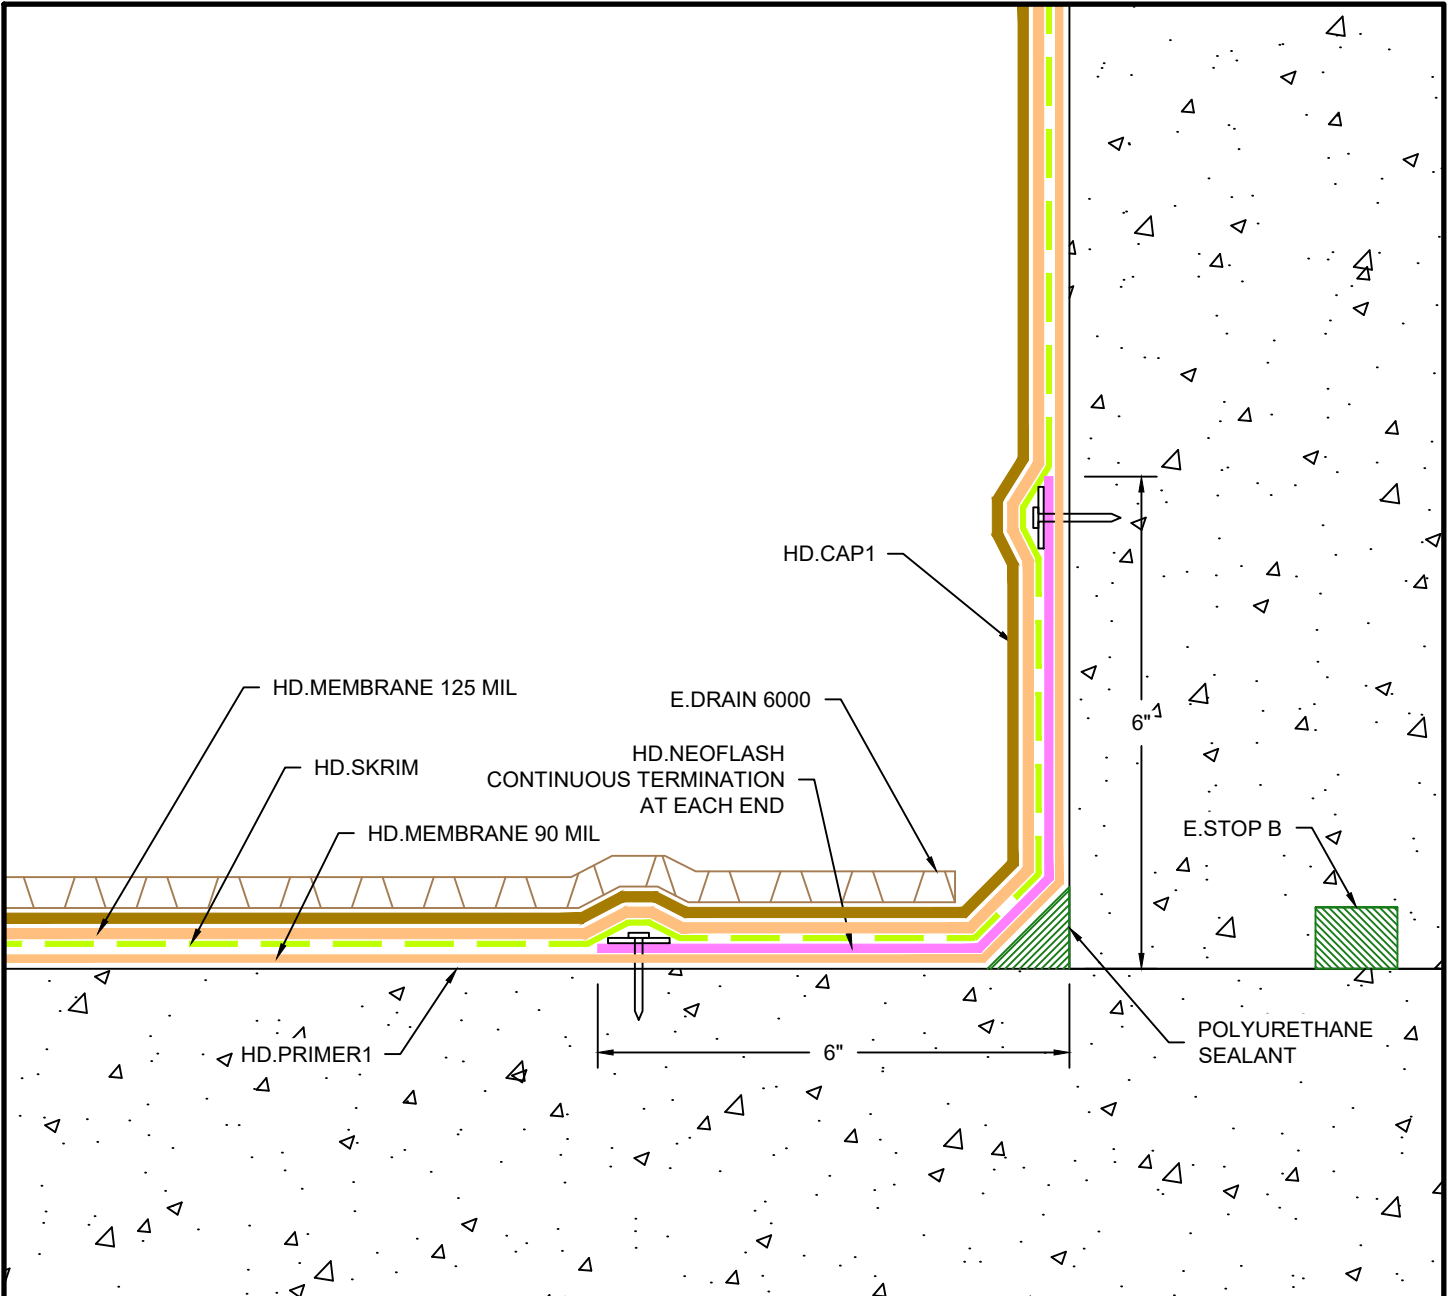 HD.CAP1
HD.MEMBRANE 125 MIL
E.DRAIN 6000
6"
HD.NEOFLASH
CONTINUOUS TERMINATION
AT EACH END
HD.SKRIM
HD.MEMBRANE 90 MIL
E.STOP B
POLYURETHANE
SEALANT
HD.PRIMER1
6"